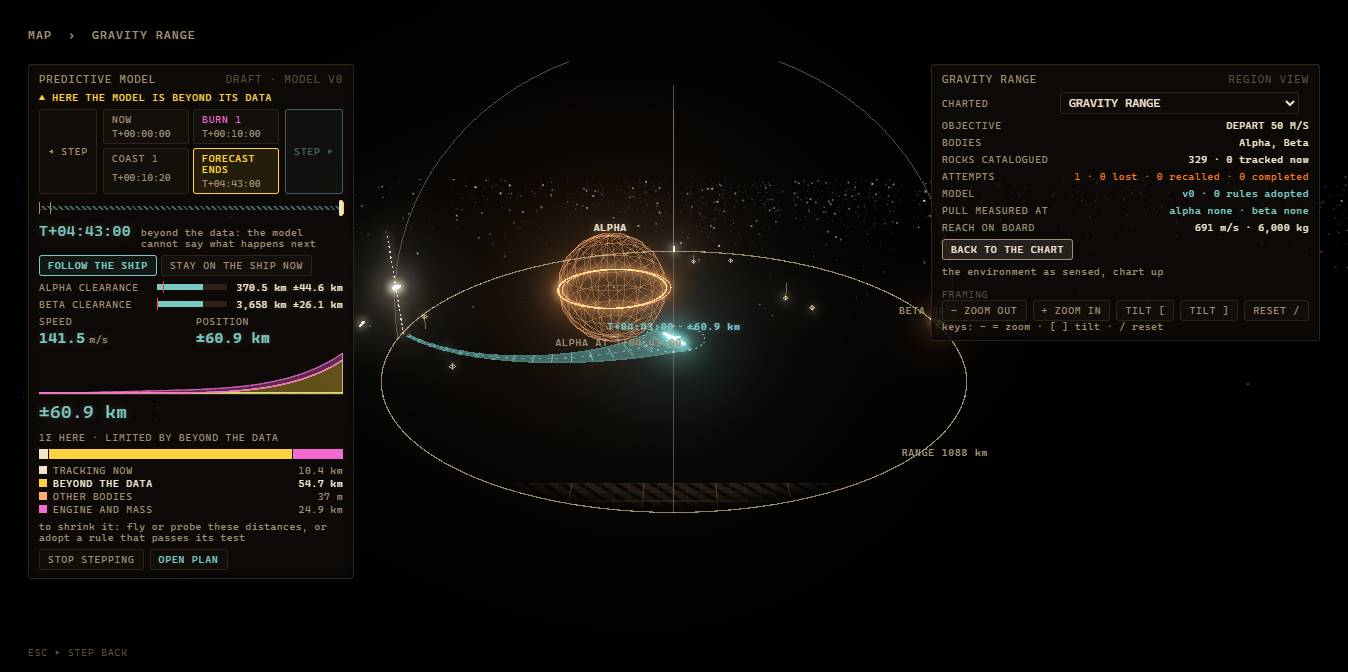 MAP › GRAVITY RANGE
PREDICTIVE MODEL DRAFT · MODEL V0
▲ HERE THE MODEL IS BEYOND ITS DATA
◂ STEP
NOW
T+00:00:00
BURN 1
T+00:10:00
COAST 1
T+00:10:20
FORECAST ENDS
T+04:43:00
STEP ▸
T+04:43:00 beyond the data: the model
cannot say what happens next
FOLLOW THE SHIP STAY ON THE SHIP NOW
ALPHA CLEARANCE 370.5 km ±44.6 km
BETA CLEARANCE 3,658 km ±26.1 km
SPEED POSITION
141.5 m/s ±60.9 km
±60.9 km
1Σ HERE · LIMITED BY BEYOND THE DATA
TRACKING NOW 10.4 km
BEYOND THE DATA 54.7 km
OTHER BODIES 37 m
ENGINE AND MASS 24.9 km
to shrink it: fly or probe these distances, or
adopt a rule that passes its test
STOP STEPPING OPEN PLAN
ESC ▸ STEP BACK
ALPHA
T+04:43:00 · ±60.9 km
ALPHA AT T+04:43:00
BETA
RANGE 1088 km
GRAVITY RANGE REGION VIEW
CHARTED GRAVITY RANGE
OBJECTIVE DEPART 50 M/S
BODIES Alpha, Beta
ROCKS CATALOGUED 329 · 0 tracked now
ATTEMPTS 1 · 0 lost · 0 recalled · 0 completed
MODEL v0 · 0 rules adopted
PULL MEASURED AT alpha none · beta none
REACH ON BOARD 691 m/s · 6,000 kg
BACK TO THE CHART
the environment as sensed, chart up
FRAMING
− ZOOM OUT + ZOOM IN TILT [ TILT ] RESET /
keys: − = zoom · [ ] tilt · / reset